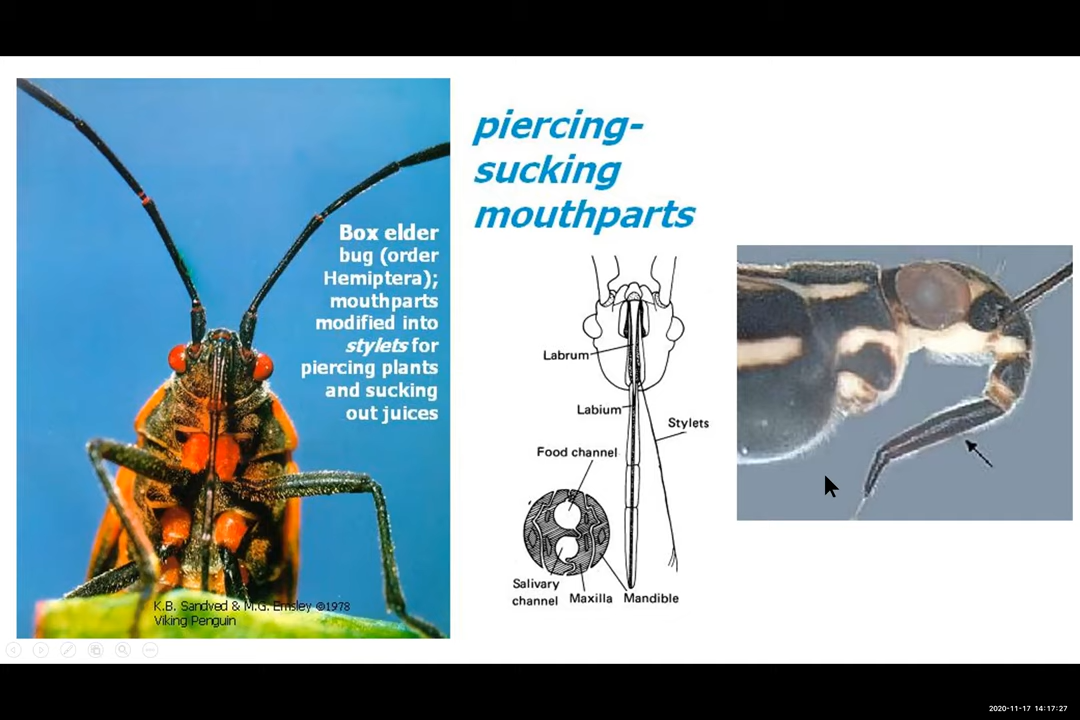 piercing-
sucking
mouthparts
Box elder
bug (order
Hemiptera);
mouthparts
modified into
stylets for
piercing plants
and sucking
out juices
K.B. Sandved & M.G. Emsley ©1978
Viking Penguin
Labrum
Labium
Stylets
Food channel
Salivary
channel
Maxilla
Mandible
2020-11-17 14:17:27